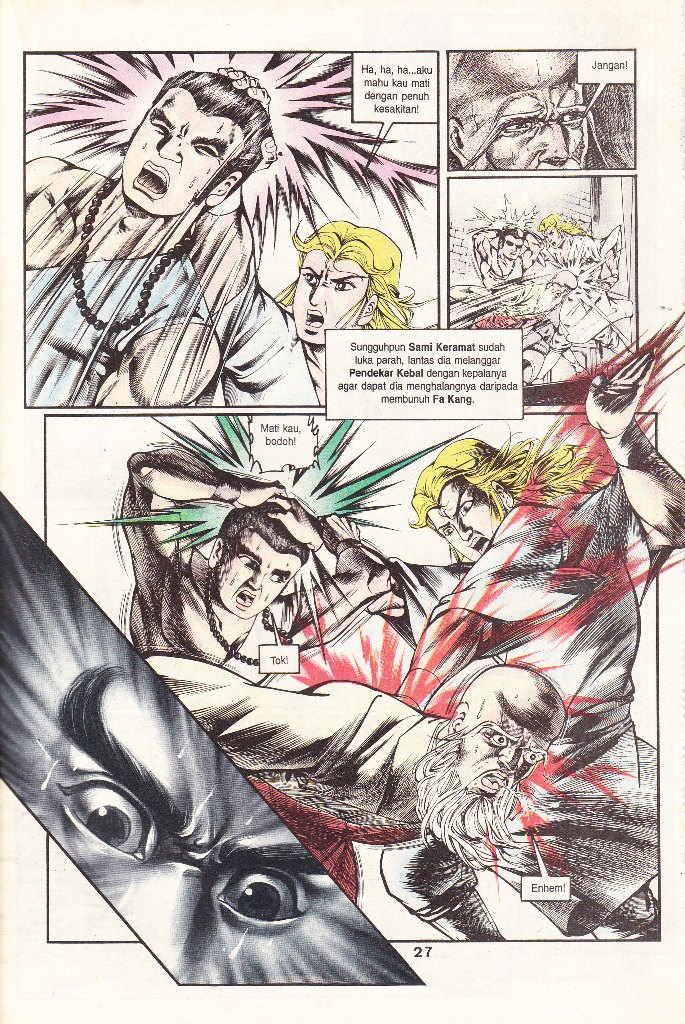 Ha, ha, ha...aku
mahu kau mati
dengan penuh
kesakitan!
Jangan!
Sungguhpun Sami Keramat sudah
luka parah, lantas dia melanggar
Pendekar Kebal dengan kepalanya
agar dapat dia menghalangnya daripada
membunuh Fa Kang.
Mati kau,
bodoh!
Tok!
Enhem!
27